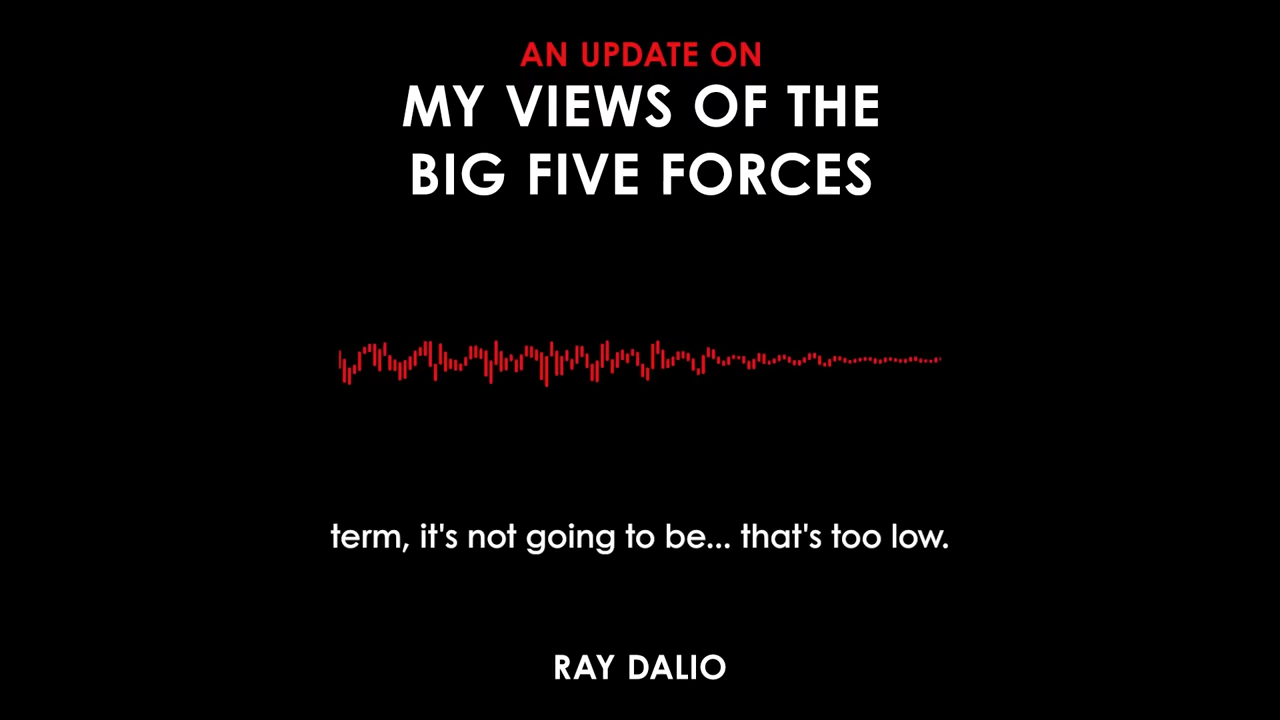 AN UPDATE ON
MY VIEWS OF THE
BIG FIVE FORCES
term, it's not going to be... that's too low.
RAY DALIO